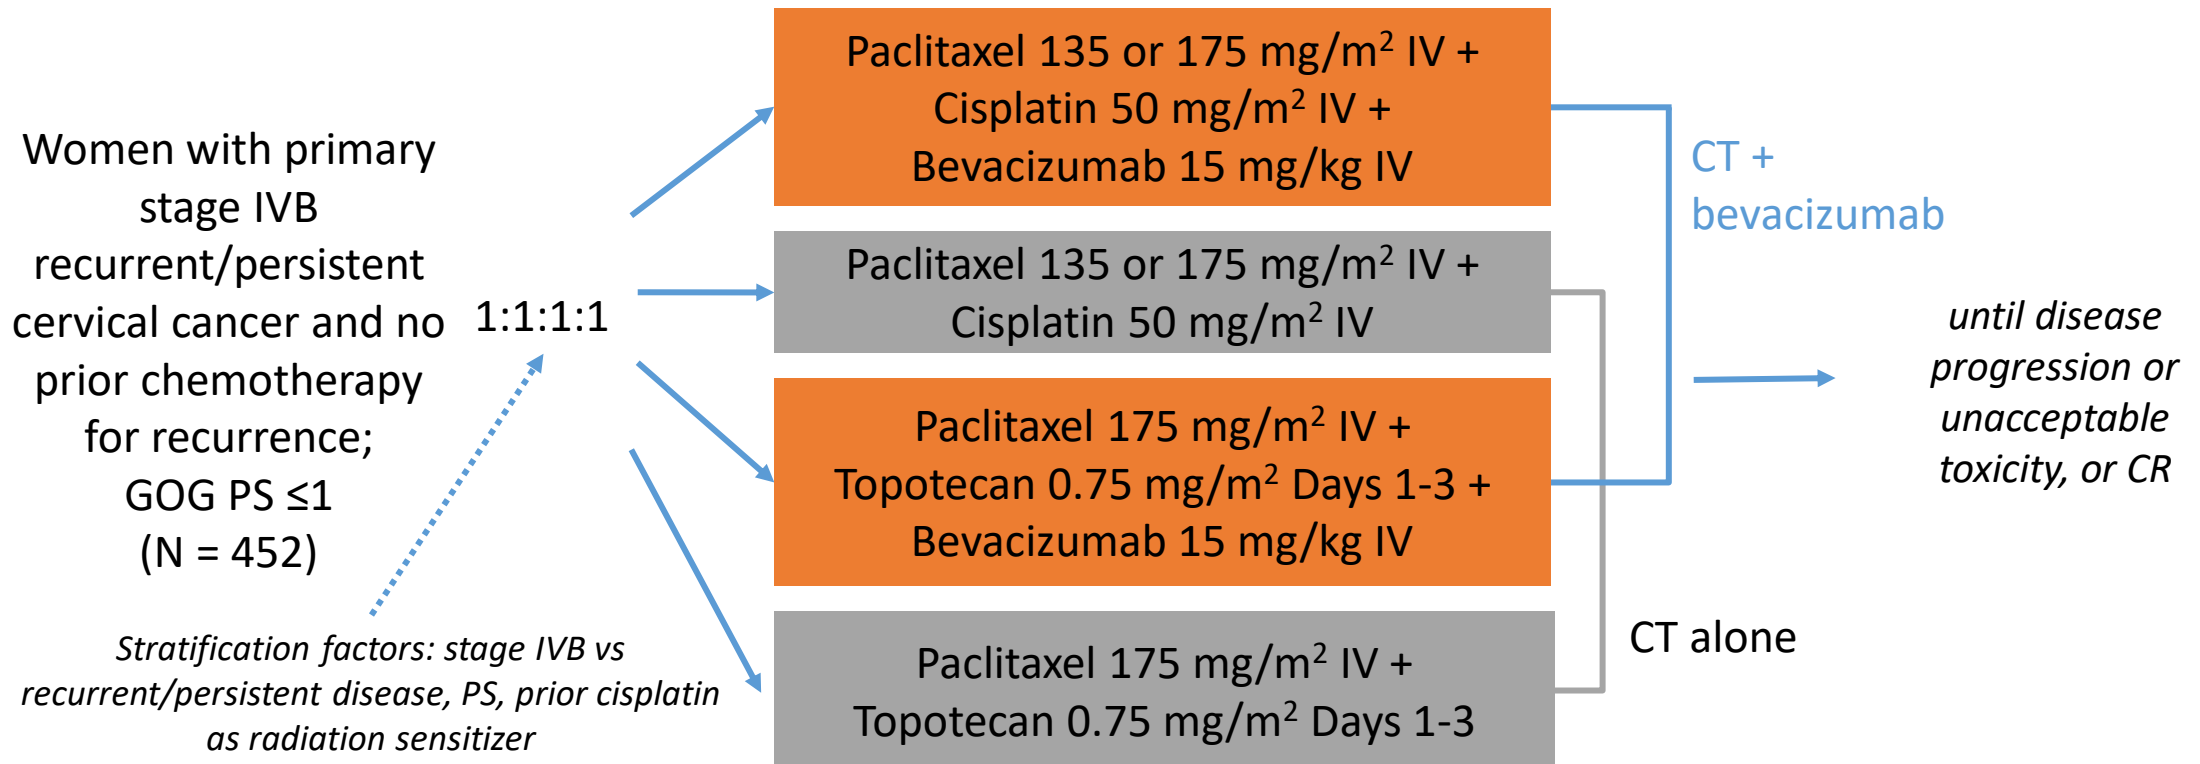 Women with primary
stage IVB
recurrent/persistent
cervical cancer and no
prior chemotherapy
for recurrence;
GOG PS ≤1
(N = 452)
1:1:1:1
Stratification factors: stage IVB vs
recurrent/persistent disease, PS, prior cisplatin
as radiation sensitizer
Paclitaxel 135 or 175 mg/m² IV +
Cisplatin 50 mg/m² IV +
Bevacizumab 15 mg/kg IV
Paclitaxel 135 or 175 mg/m² IV +
Cisplatin 50 mg/m² IV
Paclitaxel 175 mg/m² IV +
Topotecan 0.75 mg/m² Days 1-3 +
Bevacizumab 15 mg/kg IV
Paclitaxel 175 mg/m² IV +
Topotecan 0.75 mg/m² Days 1-3
CT +
bevacizumab
CT alone
until disease
progression or
unacceptable
toxicity, or CR